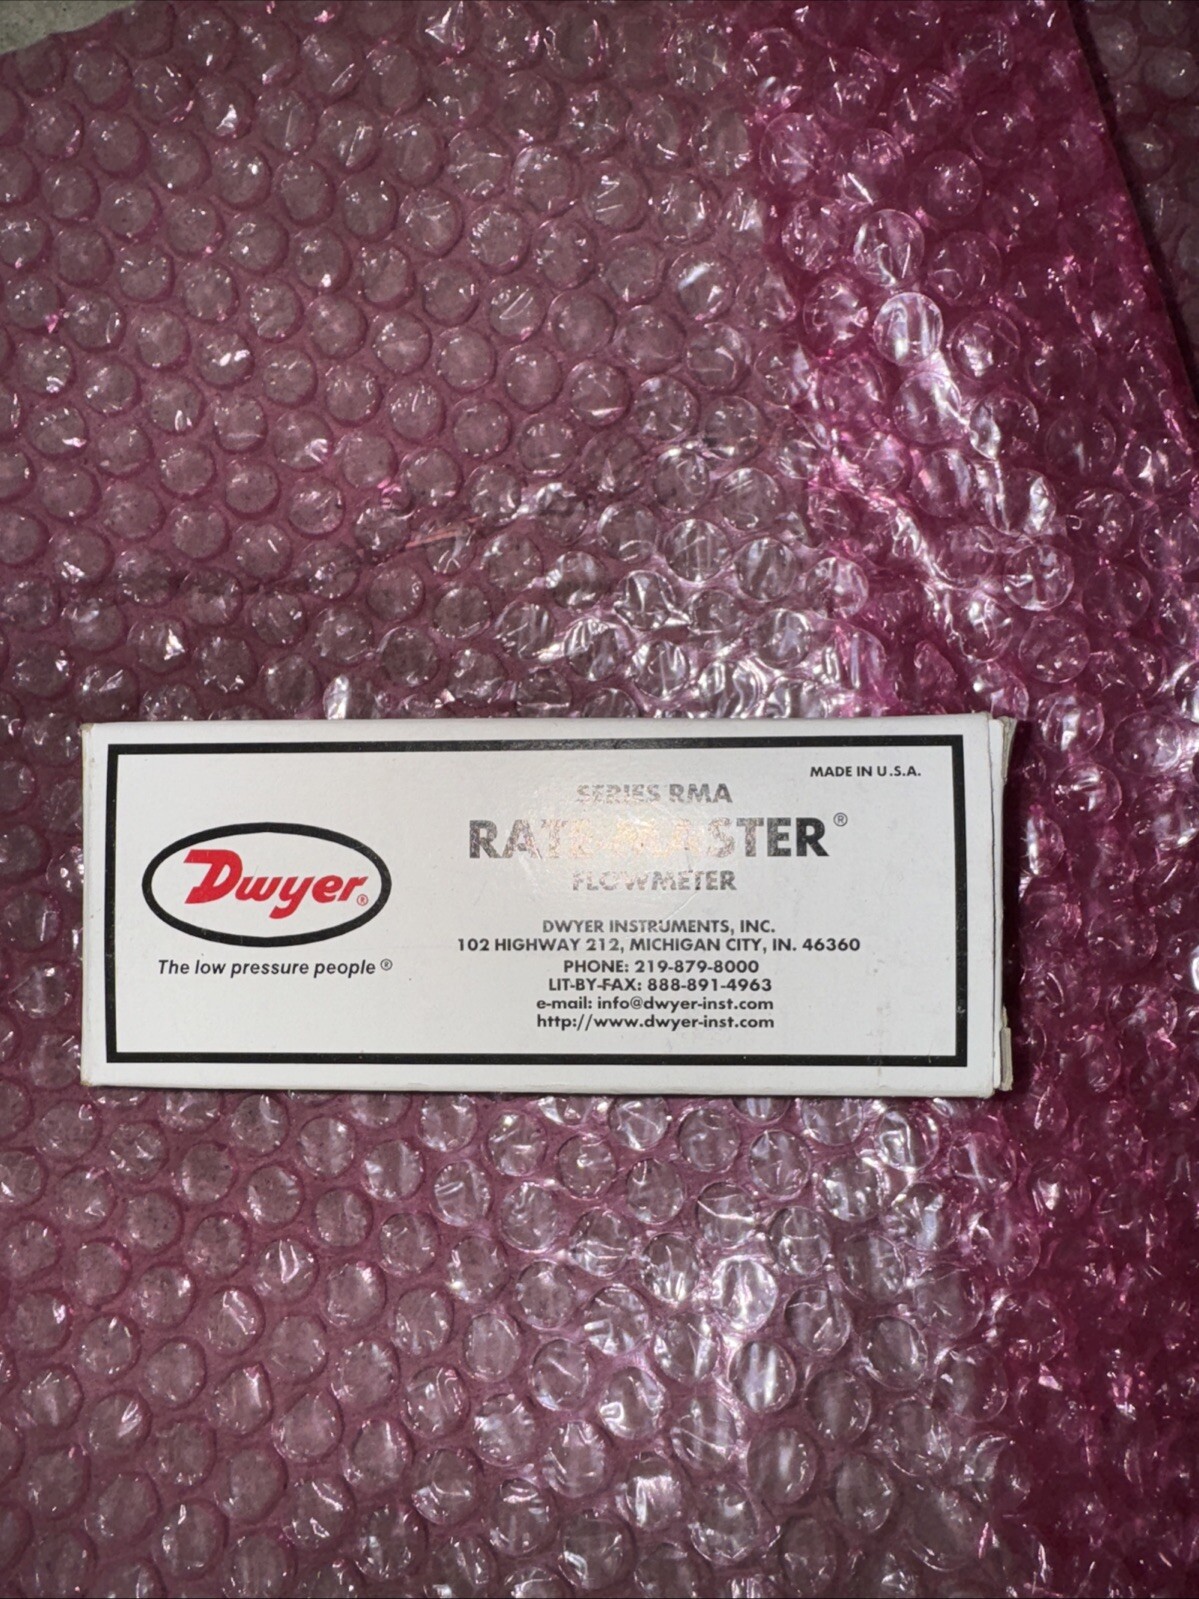 MADE IN U.S.A.
SERIES RMA
RATE-MASTER®
FLOWMETER
Dwyer®
The low pressure people®
DWYER INSTRUMENTS, INC.
102 HIGHWAY 212, MICHIGAN CITY, IN. 46360
PHONE: 219-879-8000
LIT-BY-FAX: 888-891-4963
e-mail: info@dwyer-inst.com
http://www.dwyer-inst.com